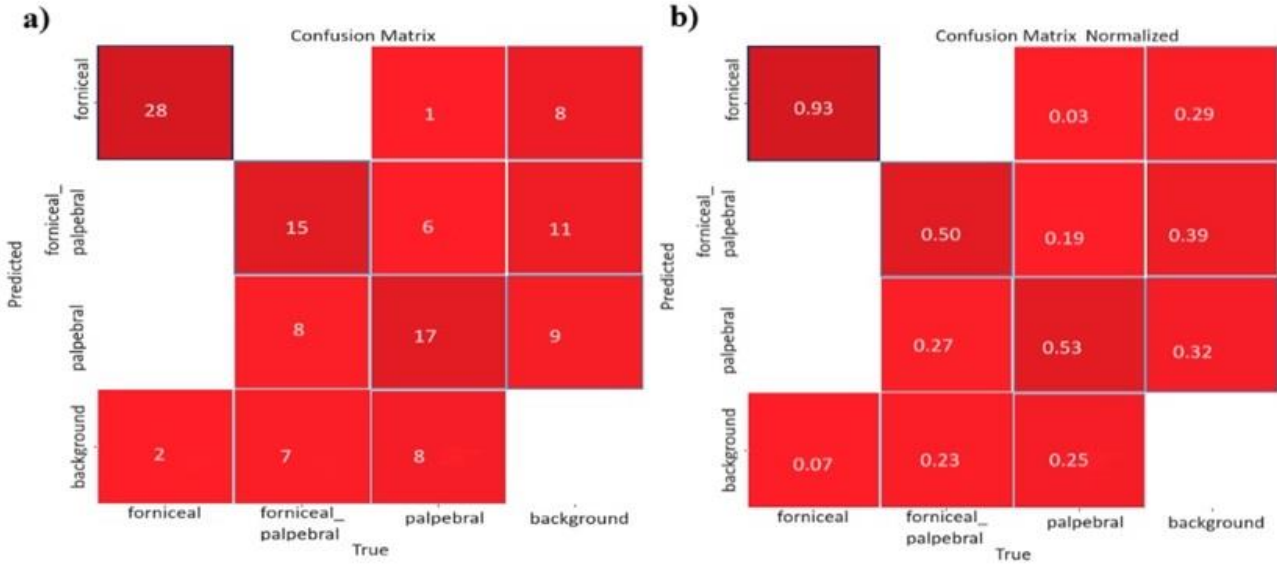 a)
Confusion Matrix
forniceal
28
1
8
forniceal_
palpebral
15
6
11
Predicted
palpebral
8
17
9
background
2
7
8
forniceal
forniceal_
palpebral
palpebral
background
True
b)
Confusion Matrix Normalized
forniceal
0.93
0.03
0.29
forniceal_
palpebral
0.50
0.19
0.39
Predicted
palpebral
0.27
0.53
0.32
background
0.07
0.23
0.25
forniceal
forniceal_
palpebral
palpebral
background
True